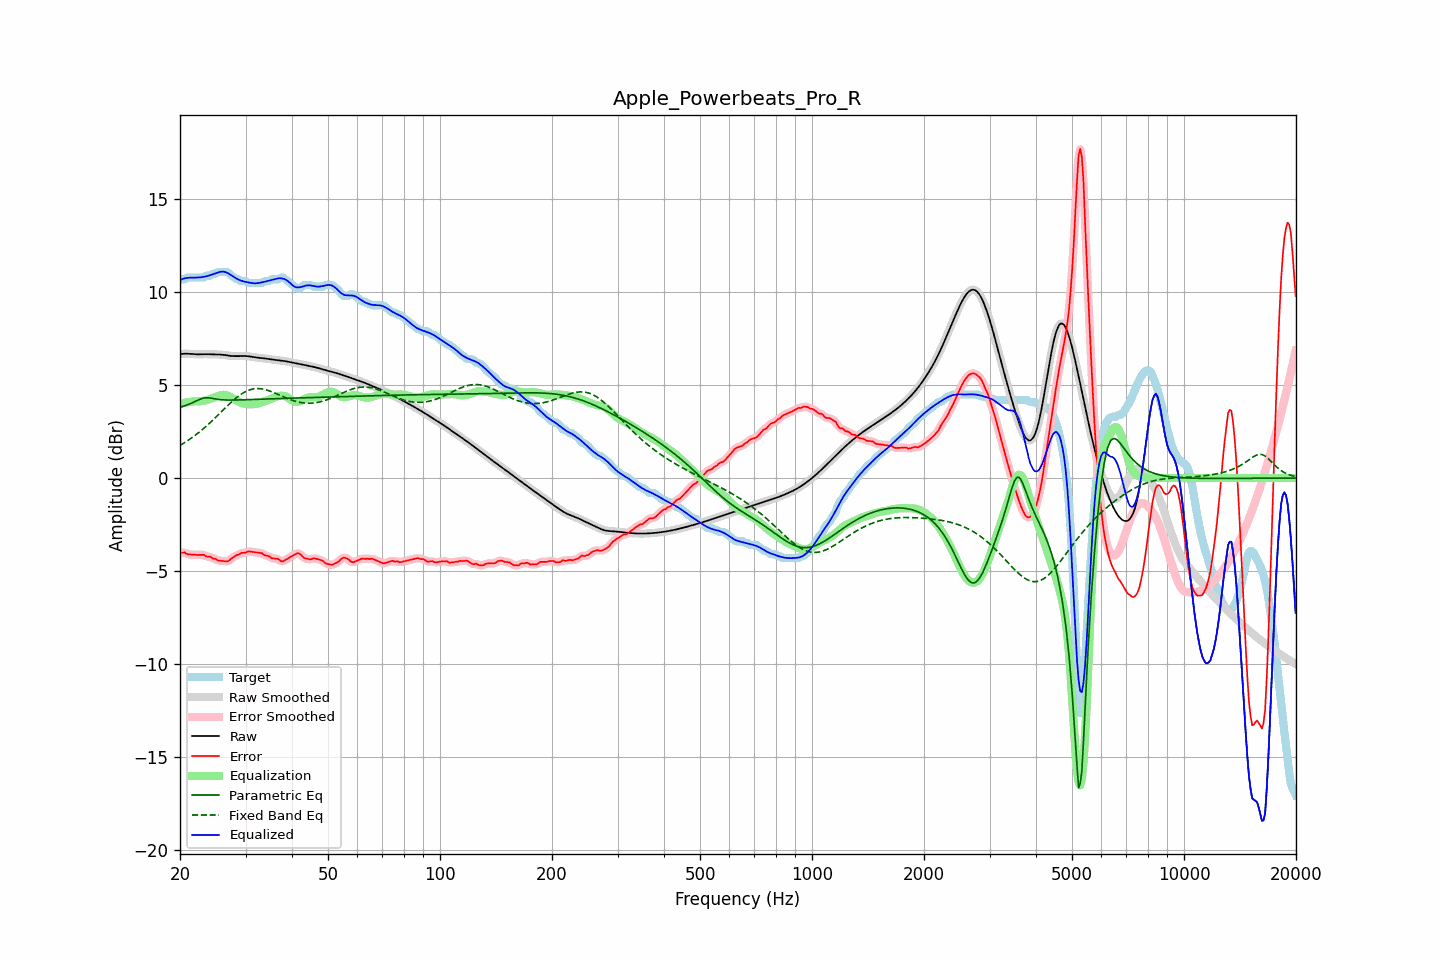 Apple_Powerbeats_Pro_R
Amplitude (dBr)
15
10
5
0
−5
−10
−15
−20
Target
Raw Smoothed
Error Smoothed
Raw
Error
Equalization
Parametric Eq
Fixed Band Eq
Equalized
20 50 100 200 500 1000 2000 5000 10000 20000
Frequency (Hz)